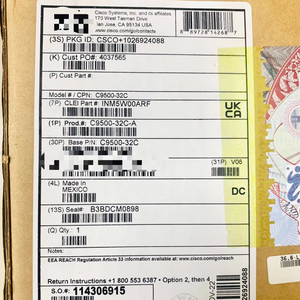 Cisco Systems, Inc. and its affiliates
170 West Tasman Drive
San Jose, CA 95134 USA
www.cisco.com/go/contacts
(3S) PKG ID: CSCO+1026924088
(K) Cust PO#: 4037565
(P) Cust Part#:
Model # / CPN: C9500-32C
(7P) CLEI Part#: INM5W00ARF
UK
CA
(1P) Prod.#: C9500-32C-A
(30P) Base P/N: C9500-32C
(31P) V08
(4L) Made In
MEXICO
DC
(13S) Seal# B3BDCM0898
(Q) Qty: 1
Notes:
EEA REACH Regulation Article 33 information available at: www.cisco.com/go/reach
Return Instructions +1 800 553 6387 • Option 2, then 4
S.O.#: 114306915